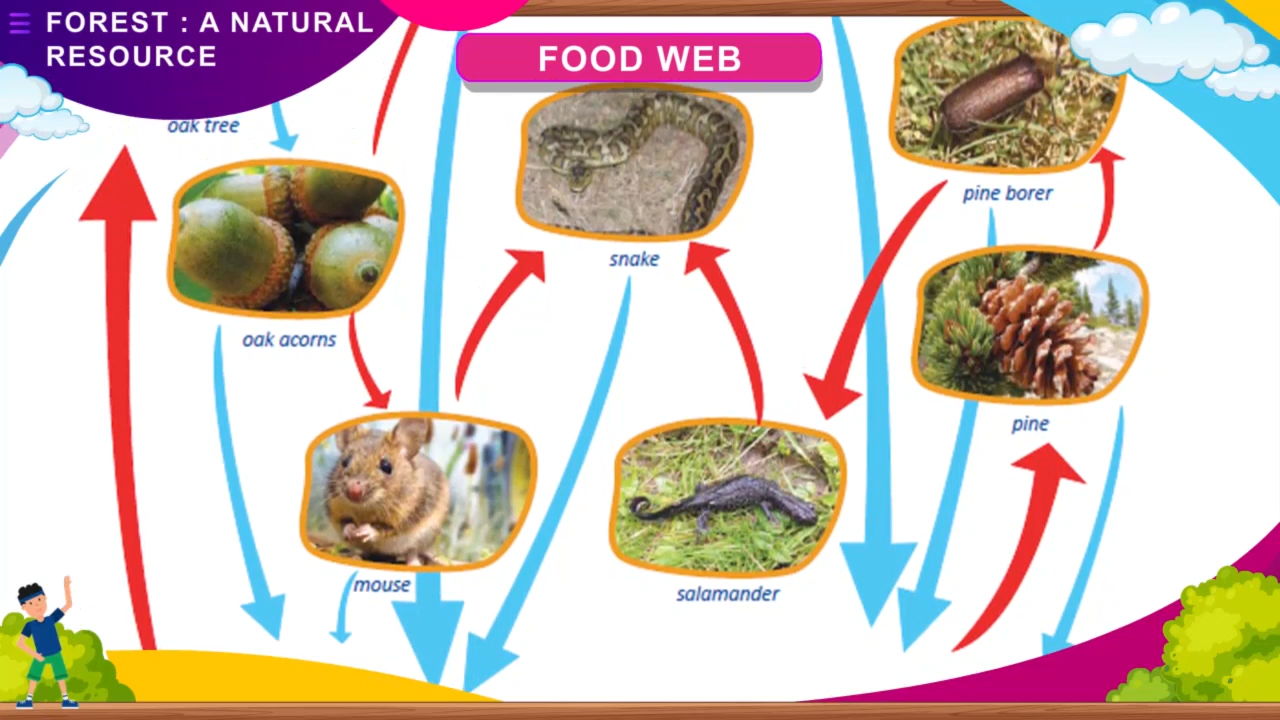 FOREST : A NATURAL
RESOURCE
FOOD WEB
oak tree
pine borer
snake
oak acorns
pine
mouse
salamander